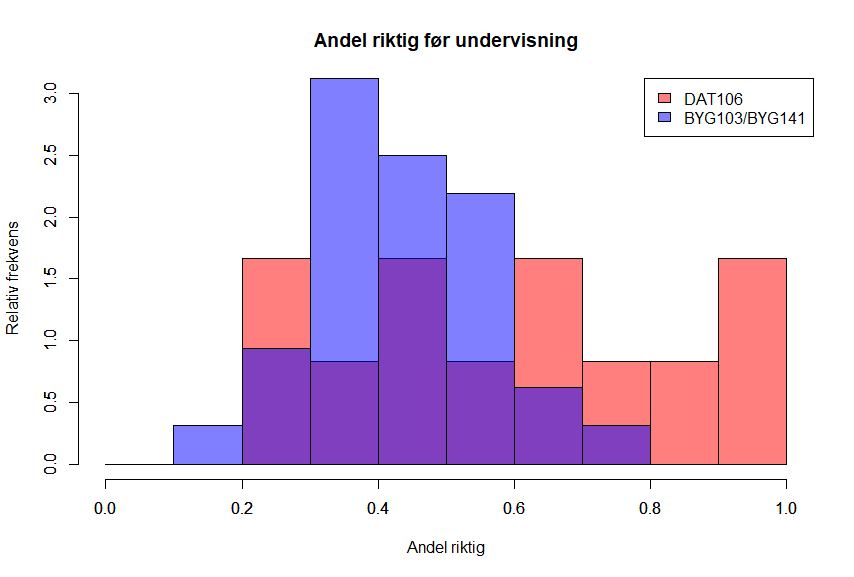 Andel riktig før undervisning
DAT106
BYG103/BYG141
Relativ frekvens
3.0
2.5
2.0
1.5
1.0
0.5
0.0
0.0 0.2 0.4 0.6 0.8 1.0
Andel riktig